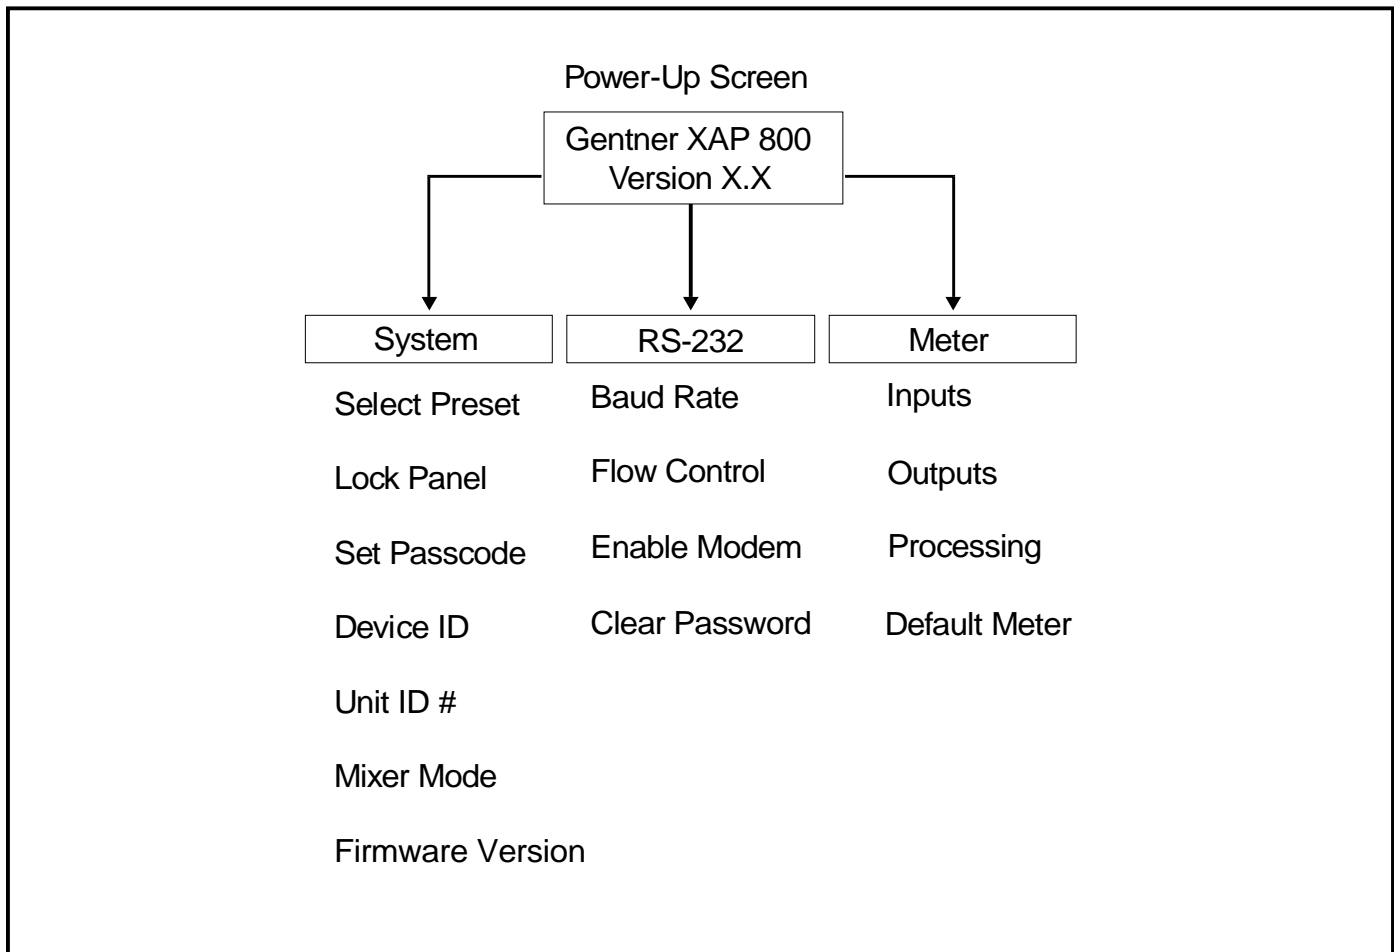 Power-Up Screen
Gentner XAP 800
Version X.X
System
Select Preset
Lock Panel
Set Passcode
Device ID
Unit ID #
Mixer Mode
Firmware Version
RS-232
Baud Rate
Flow Control
Enable Modem
Clear Password
Meter
Inputs
Outputs
Processing
Default Meter